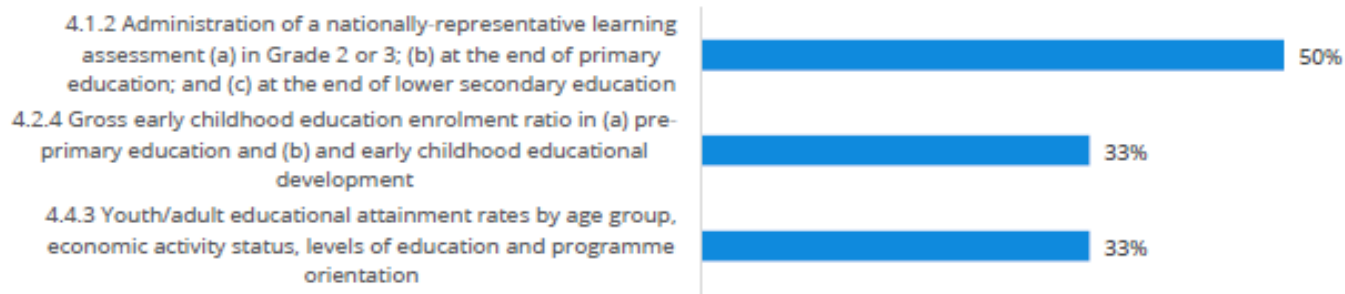 4.1.2 Administration of a nationally-representative learning
assessment (a) in Grade 2 or 3; (b) at the end of primary
education; and (c) at the end of lower secondary education
50%
4.2.4 Gross early childhood education enrolment ratio in (a) pre-
primary education and (b) and early childhood educational
development
33%
4.4.3 Youth/adult educational attainment rates by age group,
economic activity status, levels of education and programme
orientation
33%